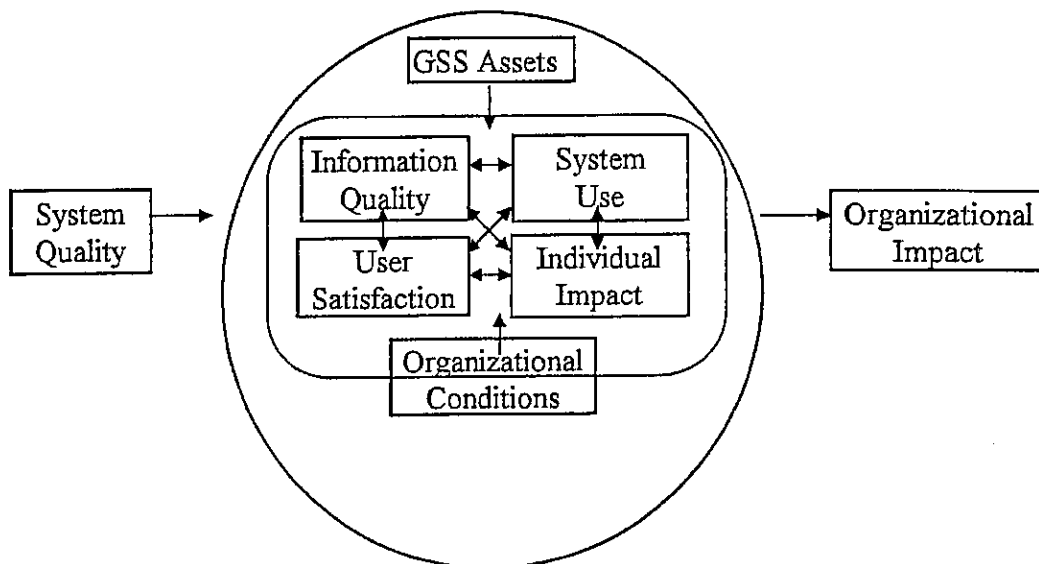 GSS Assets
Information
Quality
System
Use
System
Quality
Organizational
Impact
User
Satisfaction
Individual
Impact
Organizational
Conditions